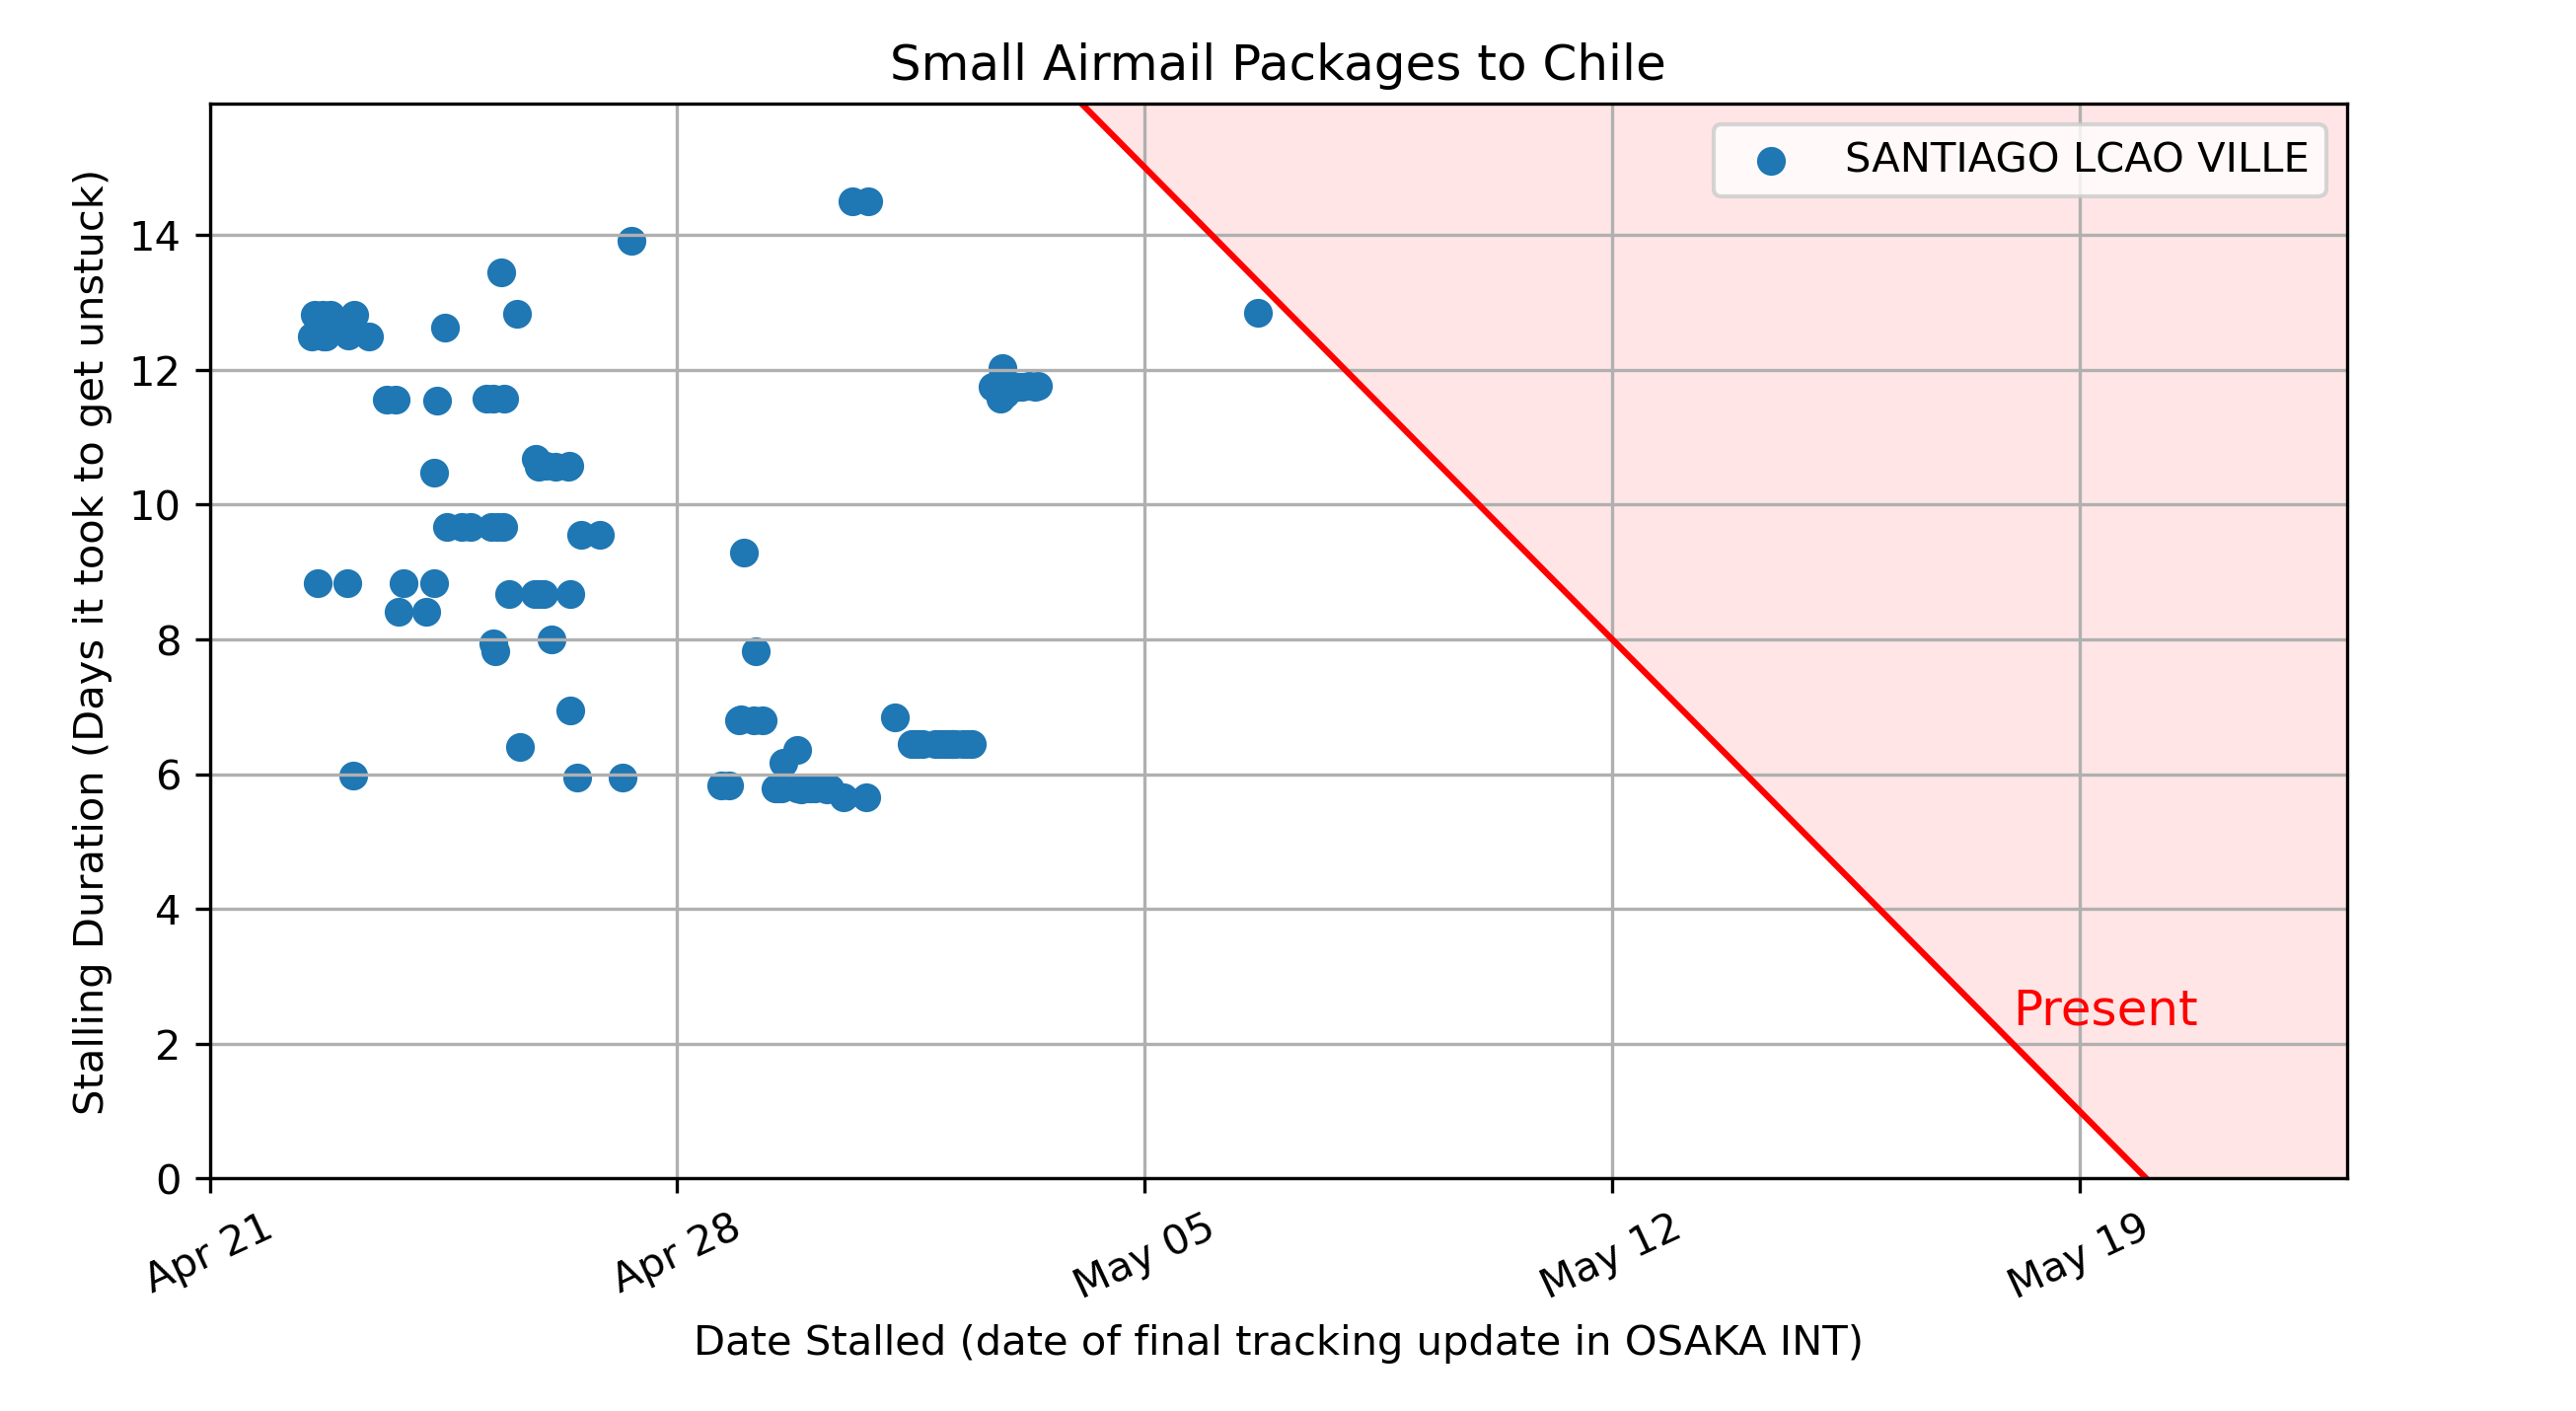 Small Airmail Packages to Chile
SANTIAGO LCAO VILLE
Stalling Duration (Days it took to get unstuck)
14
12
10
8
6
4
2
0
Present
Apr 21
Apr 28
May 05
May 12
May 19
Date Stalled (date of final tracking update in OSAKA INT)